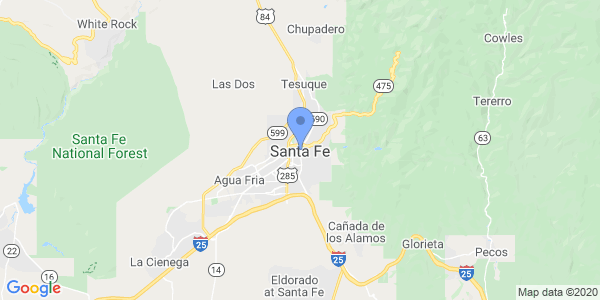 84
Chupadero
White Rock
Cowles
Las Dos
Tesuque
475
Tererro
590
599
63
Santa Fe
National Forest
Santa Fe
Agua Fria
285
Cañada de
los Alamos
22
25
Glorieta
Pecos
25
La Cienega
14
16
25
Eldorado
at Santa Fe
Google
Map data ©2020